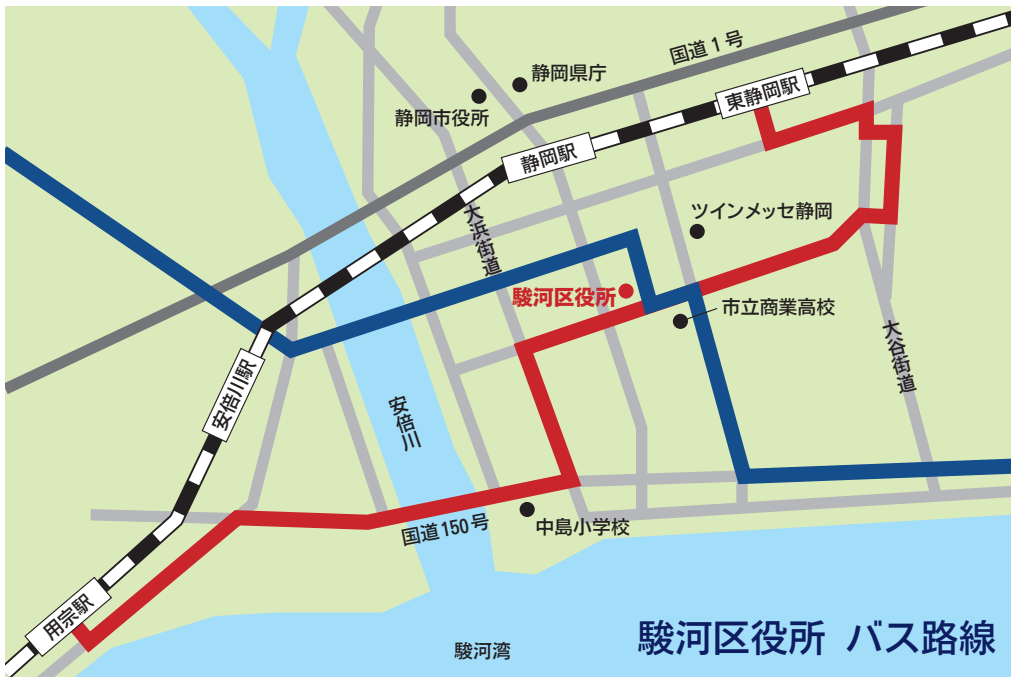 国道1号
静岡県庁
静岡市役所
東静岡駅
静岡駅
ツインメッセ静岡
大浜街道
駿河区役所
市立商業高校
大谷街道
安倍川駅
安倍川
国道150号
中島小学校
用宗駅
駿河湾
駿河区役所 バス路線